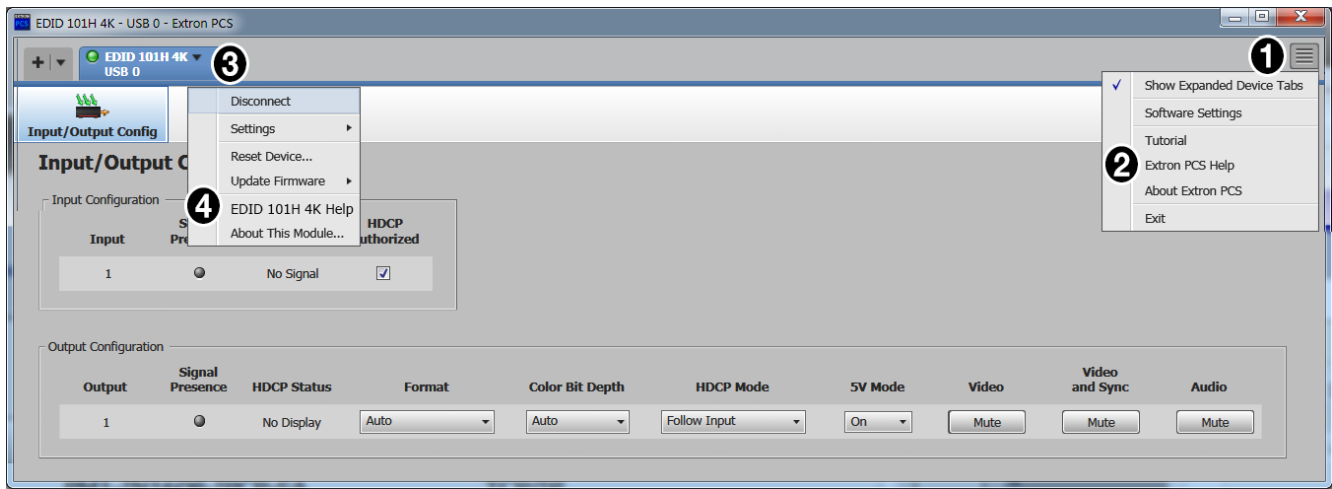 EDID 101H 4K - USB 0 - Extron PCS
EDID 101H 4K
USB 0
3
1
Disconnect
Settings
Reset Device...
Update Firmware
4
EDID 101H 4K Help
About This Module...
Show Expanded Device Tabs
Software Settings
Tutorial
2
Extron PCS Help
About Extron PCS
Exit
Input/Output Config
Input/Output C
Input Configuration
Input
HDCP
uthorized
1
No Signal
Output Configuration
Output
Signal Presence
HDCP Status
Format
Color Bit Depth
HDCP Mode
5V Mode
Video
Video and Sync
Audio
1
No Display
Auto
Auto
Follow Input
On
Mute
Mute
Mute